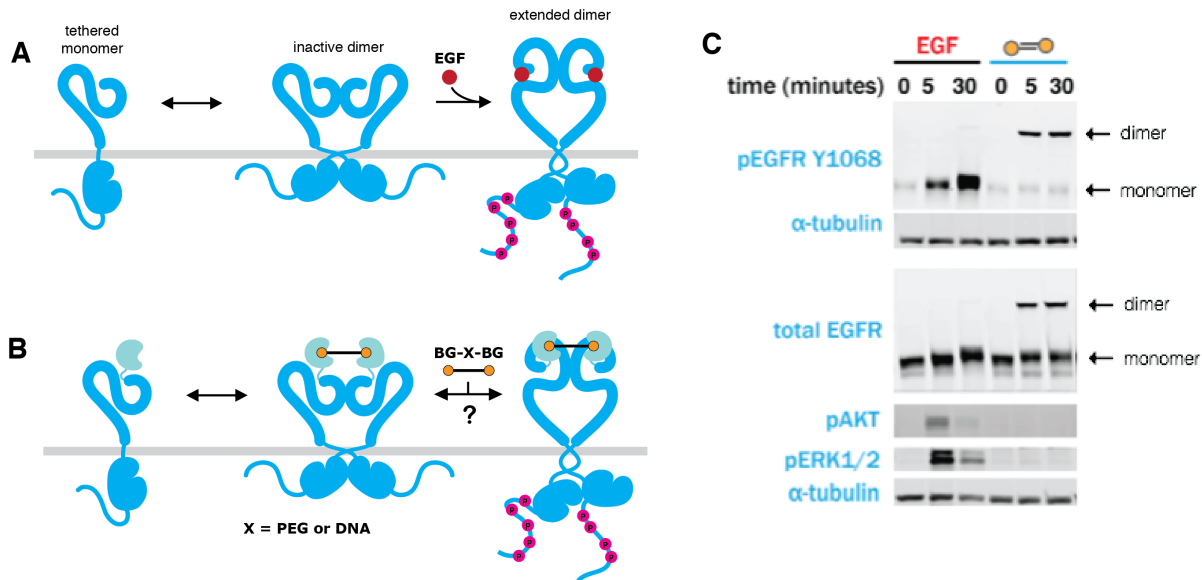 A
tethered
monomer
inactive dimer
EGF
extended dimer
P
P
P
P
P
P
P
P
P
B
BG-X-BG
?
X = PEG or DNA
P
P
P
P
P
P
P
P
P
C
EGF
time (minutes) 0 5 30 0 5 30
pEGFR Y1068
dimer
monomer
α-tubulin
total EGFR
dimer
monomer
pAKT
pERK1/2
α-tubulin